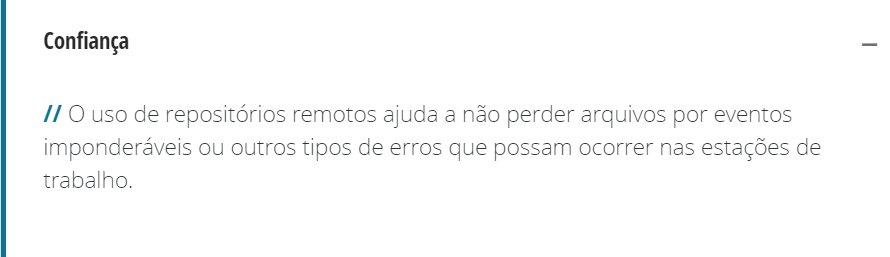 Confiança
// O uso de repositórios remotos ajuda a não perder arquivos por eventos
imponderáveis ou outros tipos de erros que possam ocorrer nas estações de
trabalho.